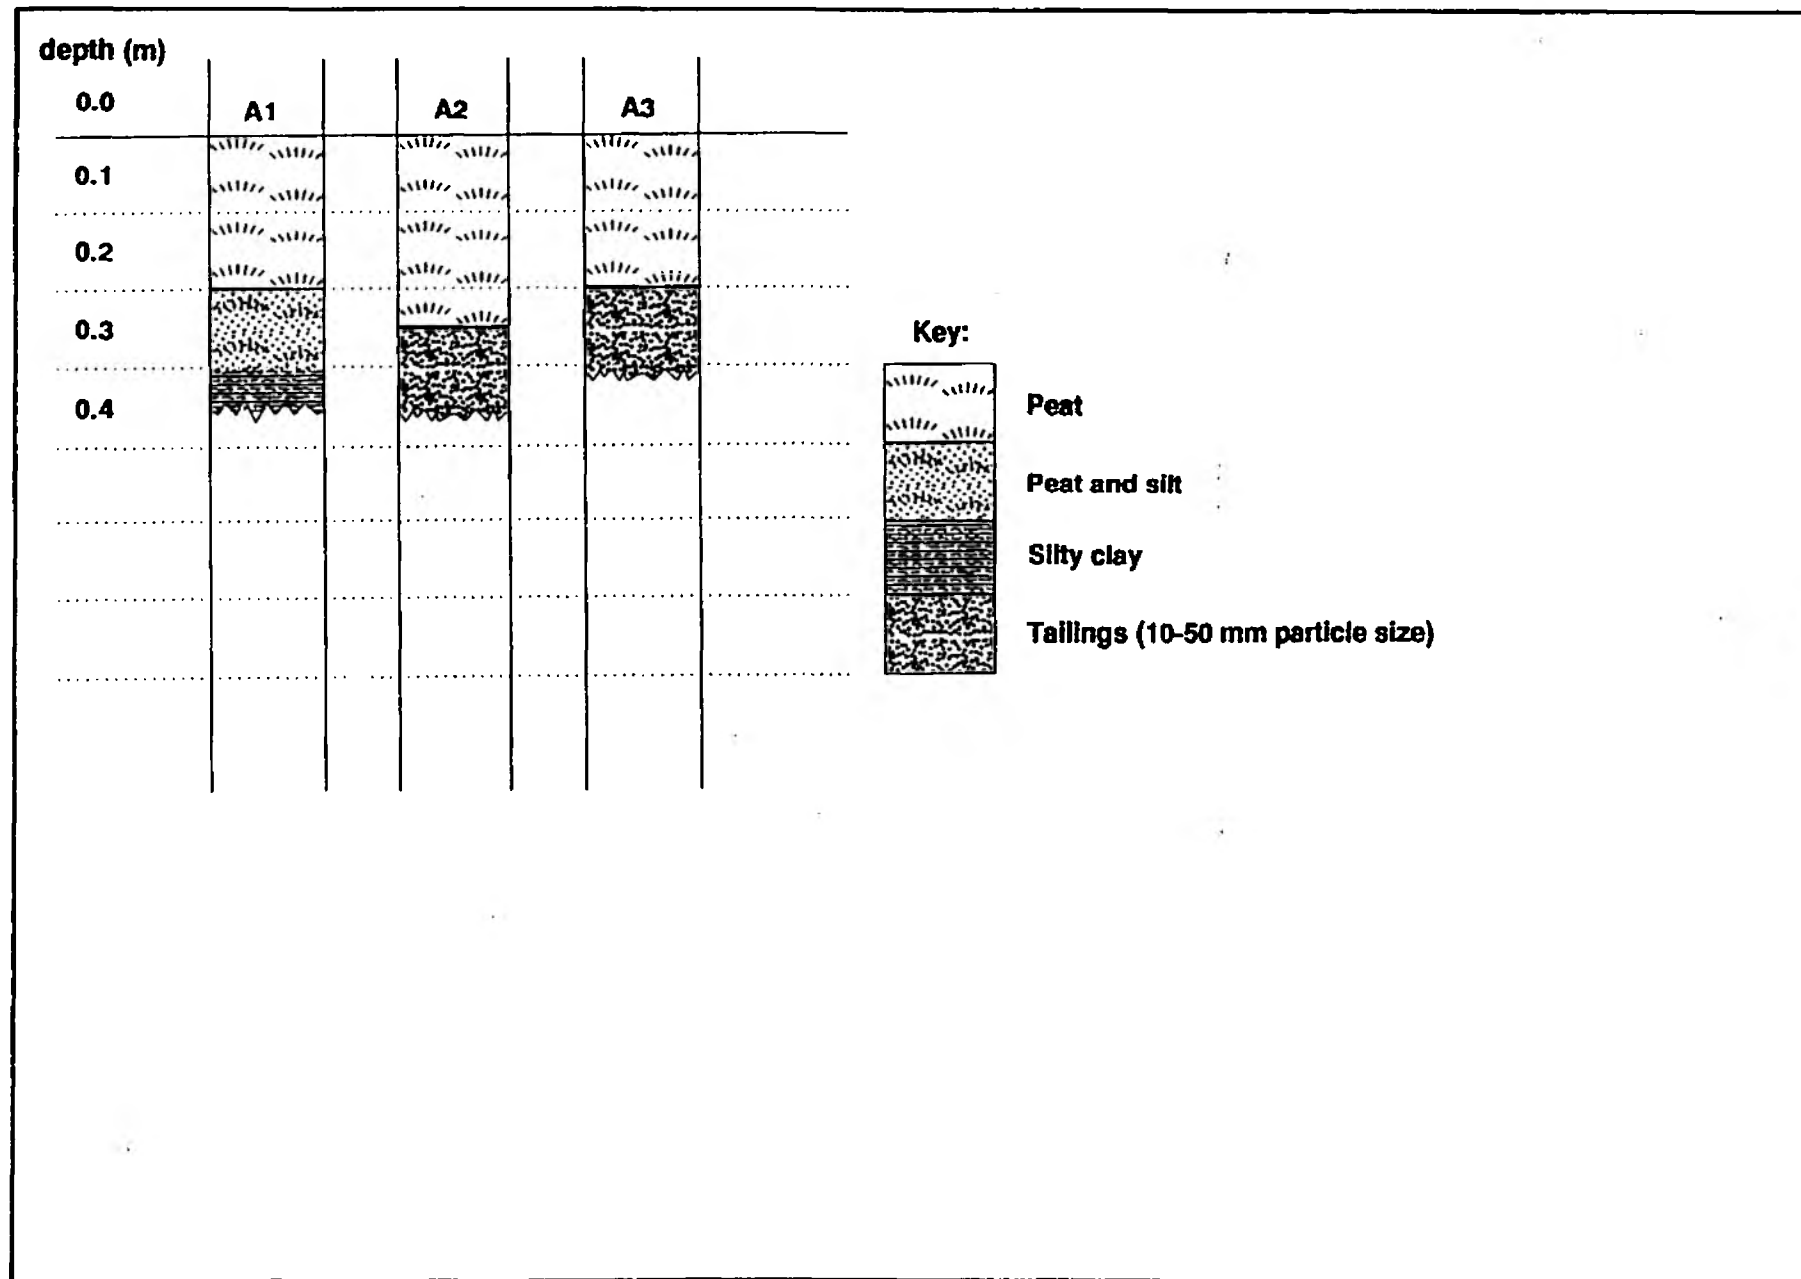 depth (m)
0.0
A1
A2
A3
0.1
0.2
0.3
0.4
Key:
Peat
Peat and silt
Silty clay
Tailings (10-50 mm particle size)